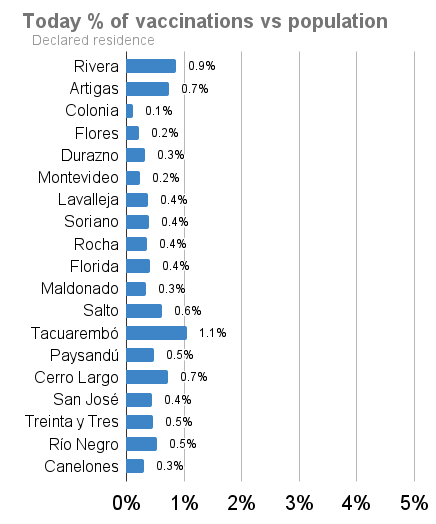 Today % of vaccinations vs population
Declared residence
Rivera 0.9%
Artigas 0.7%
Colonia 0.1%
Flores 0.2%
Durazno 0.3%
Montevideo 0.2%
Lavalleja 0.4%
Soriano 0.4%
Rocha 0.4%
Florida 0.4%
Maldonado 0.3%
Salto 0.6%
Tacuarembó 1.1%
Paysandú 0.5%
Cerro Largo 0.7%
San José 0.4%
Treinta y Tres 0.5%
Río Negro 0.5%
Canelones 0.3%
0% 1% 2% 3% 4% 5%